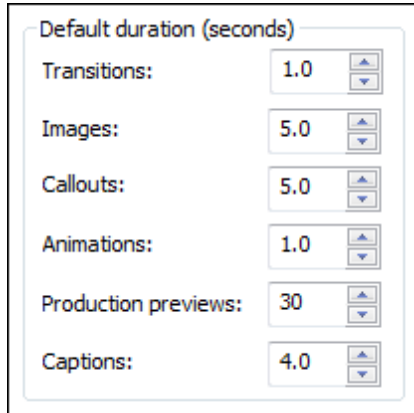 Default duration (seconds)
Transitions: 1.0
Images: 5.0
Callouts: 5.0
Animations: 1.0
Production previews: 30
Captions: 4.0